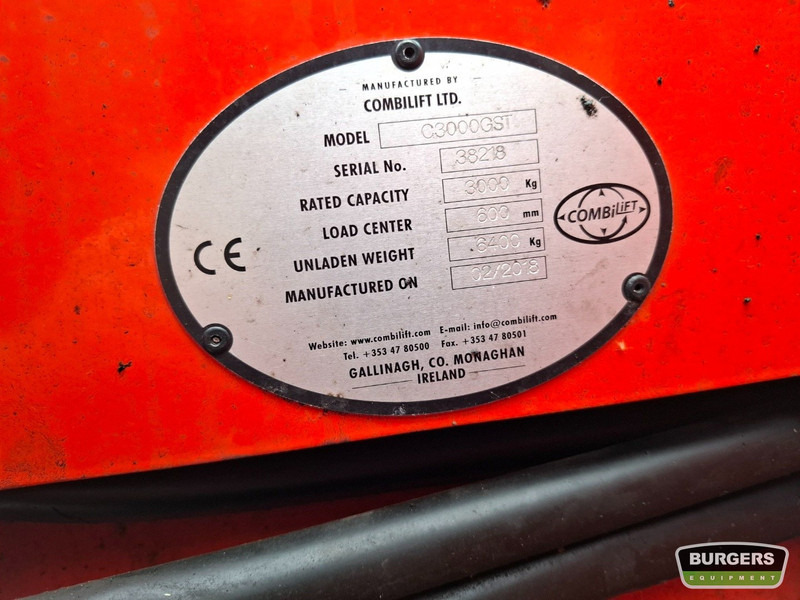 MANUFACTURED BY
COMBILIFT LTD.
MODEL C3000GST
SERIAL No. 38218
RATED CAPACITY 3000 Kg
LOAD CENTER 600 mm
UNLADEN WEIGHT 6400 Kg
MANUFACTURED ON 02/2018
CE
COMBiLiFT
Website: www.combilift.com E-mail: info@combilift.com
Tel. +353 47 80500 Fax. +353 47 80501
GALLINAGH, CO. MONAGHAN
IRELAND
BURGERS
EQUIPMENT